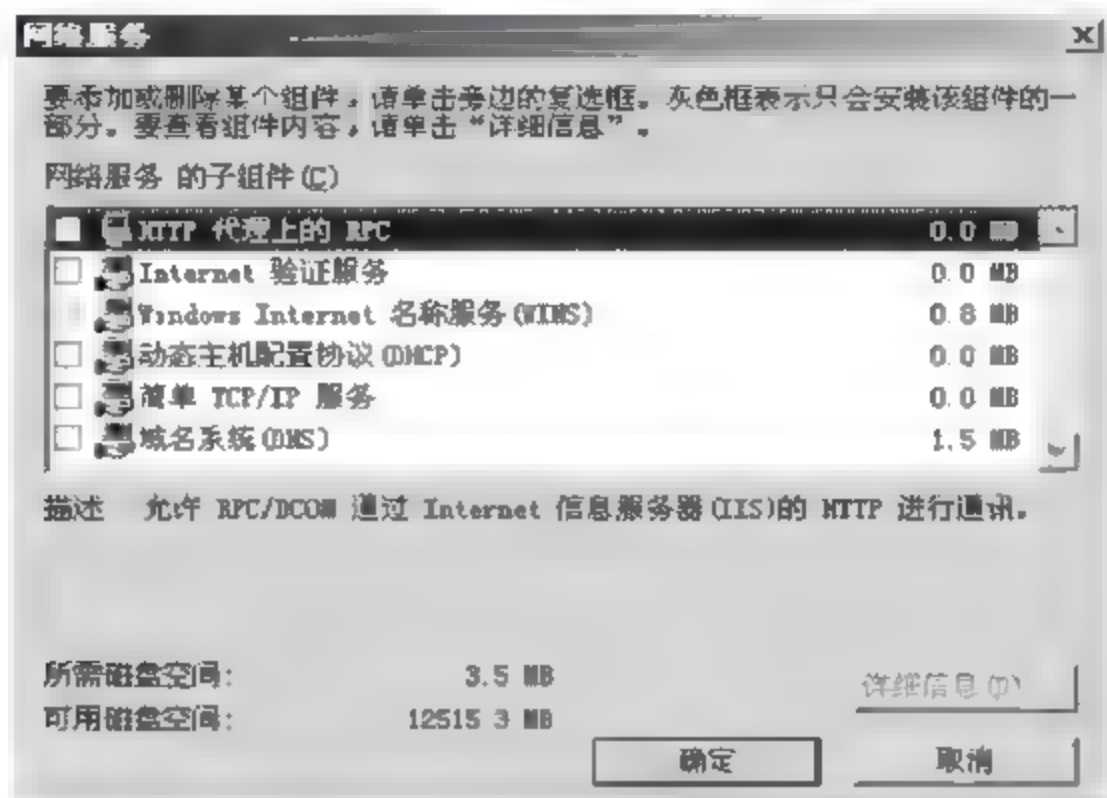 网络服务
要添加或删除某个组件，请单击旁边的复选框。灰色框表示只会安装该组件的一
部分。要查看组件内容，请单击“详细信息”。
网络服务 的子组件(C)
HTTP 代理上的 RPC 0.0 MB
Internet 验证服务 0.0 MB
Windows Internet 名称服务(WINS) 0.8 MB
动态主机配置协议(DHCP) 0.0 MB
简单 TCP/IP 服务 0.0 MB
域名系统(DNS) 1.5 MB
描述 允许 RPC/DCOM 通过 Internet 信息服务器(IIS)的 HTTP 进行通讯。
所需磁盘空间: 3.5 MB
详细信息(D)
可用磁盘空间: 12515 3 MB
确定 取消